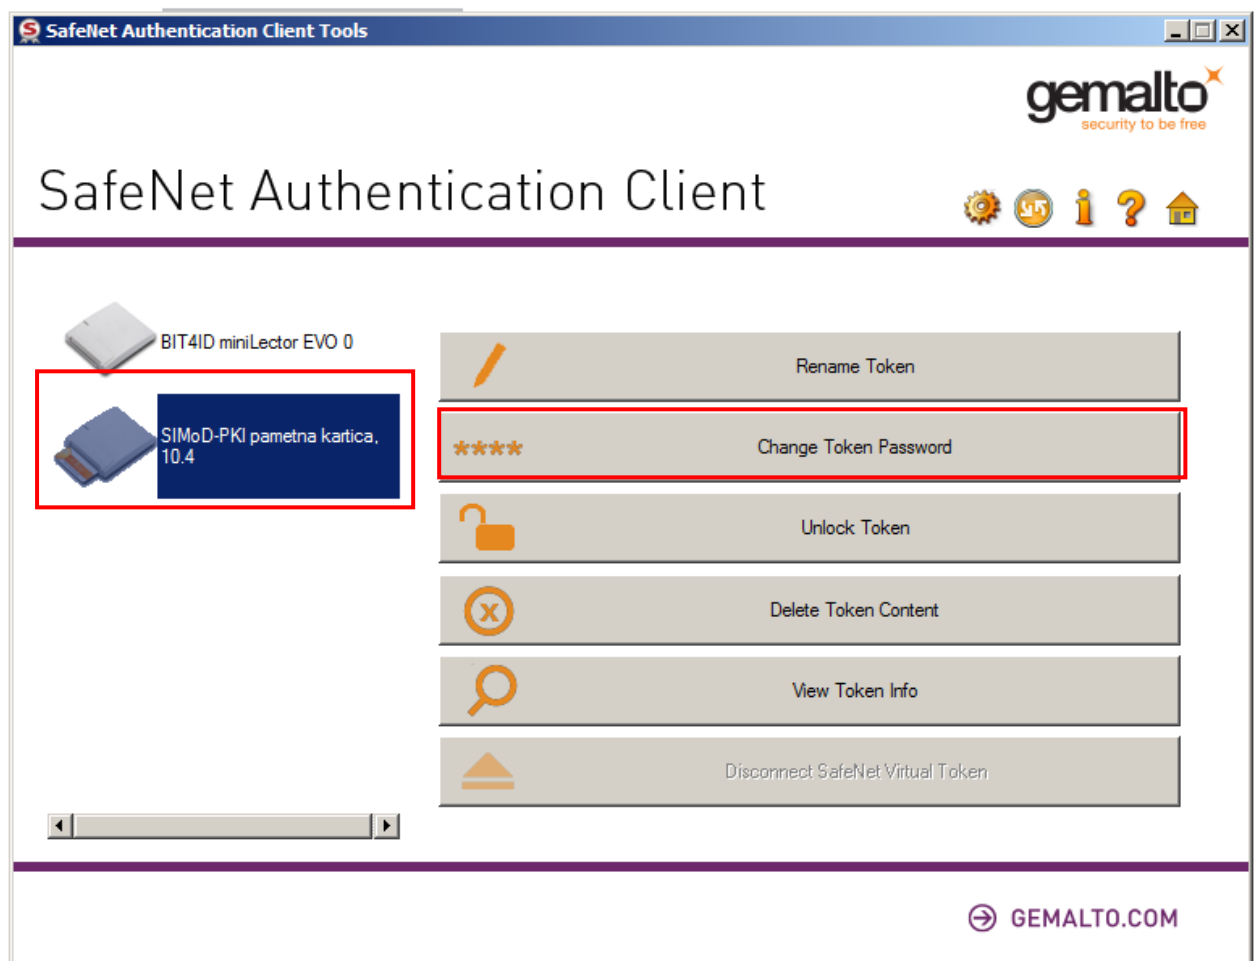 SafeNet Authentication Client Tools
gemalto
security to be free
SafeNet Authentication Client
BIT4ID miniLector EVO 0
SIMoD-PKI pametna kartica,
10.4
Rename Token
****
Change Token Password
Unlock Token
Delete Token Content
View Token Info
Disconnect SafeNet Virtual Token
GEMALTO.COM